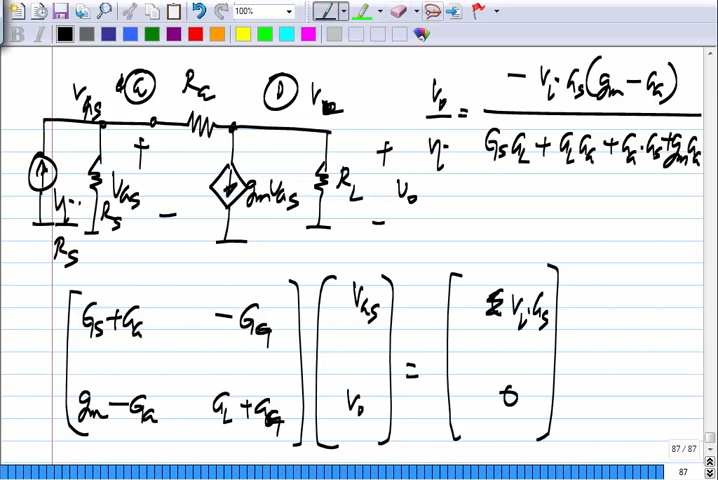 100%
B I
V_GS G R_G D V_D
V_o/V_i = −V_i·G_S(g_m − G_G) / G_S G_L + G_L G_G + G_G·G_S + g_m G_G
+ +
V_i/R_S R_S V_GS g_m V_GS R_L V_o
− −
[ G_S+G_G −G_G ] [ V_GS ] = [ V_i·G_S ]
[ g_m − G_G G_L + G_G ] [ V_o ] [ 0 ]
87 / 87
87